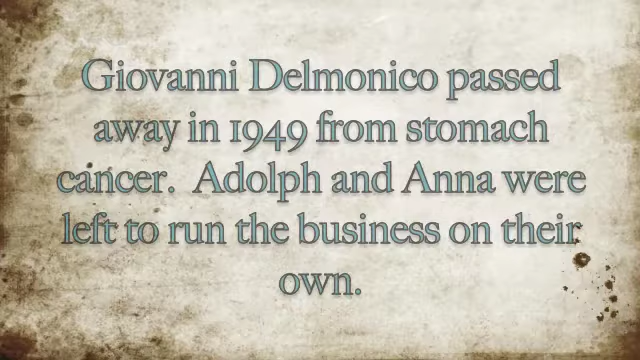 Giovanni Delmonico passed
away in 1949 from stomach
cancer.  Adolph and Anna were
left to run the business on their
own.